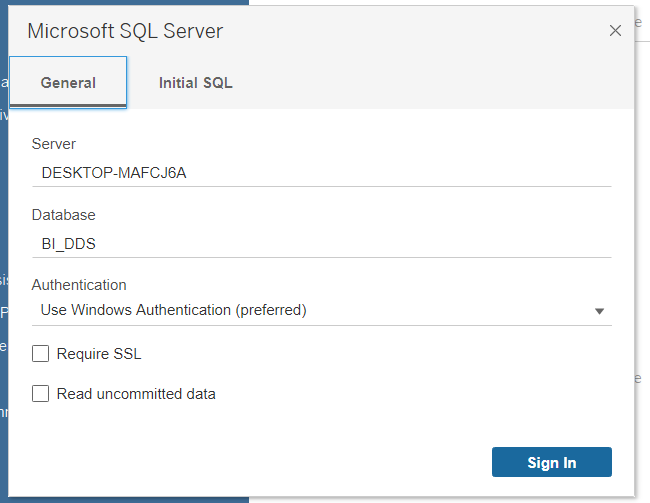 Microsoft SQL Server
General
Initial SQL
Server
DESKTOP-MAFCJ6A
Database
BI_DDS
Authentication
Use Windows Authentication (preferred)
Require SSL
Read uncommitted data
Sign In